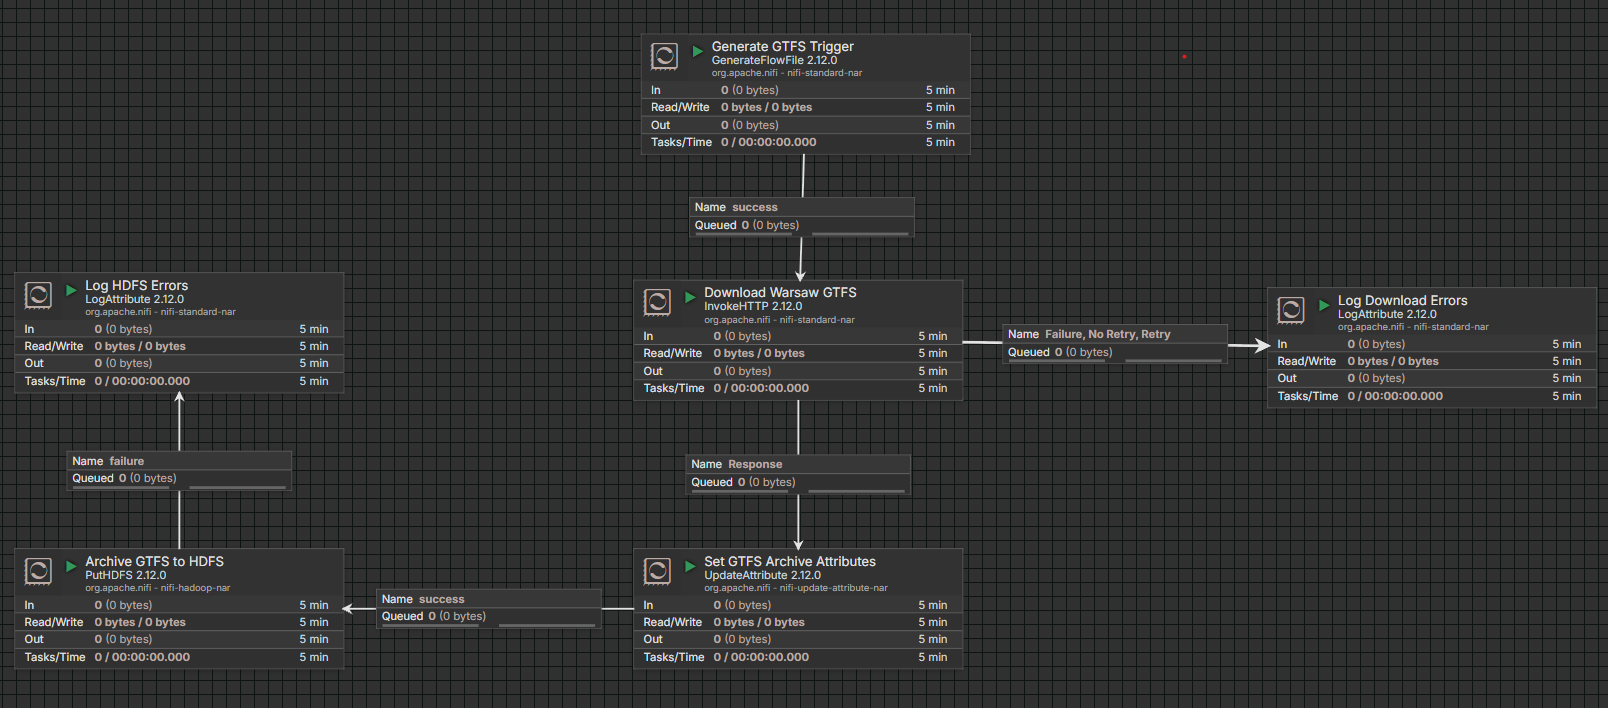 Generate GTFS Trigger
GenerateFlowFile 2.12.0
org.apache.nifi - nifi-standard-nar
In 0 (0 bytes) 5 min
Read/Write 0 bytes / 0 bytes 5 min
Out 0 (0 bytes) 5 min
Tasks/Time 0 / 00:00:00.000 5 min
Name success
Queued 0 (0 bytes)
Log HDFS Errors
LogAttribute 2.12.0
org.apache.nifi - nifi-standard-nar
In 0 (0 bytes) 5 min
Read/Write 0 bytes / 0 bytes 5 min
Out 0 (0 bytes) 5 min
Tasks/Time 0 / 00:00:00.000 5 min
Download Warsaw GTFS
InvokeHTTP 2.12.0
org.apache.nifi - nifi-standard-nar
In 0 (0 bytes) 5 min
Read/Write 0 bytes / 0 bytes 5 min
Out 0 (0 bytes) 5 min
Tasks/Time 0 / 00:00:00.000 5 min
Name Failure, No Retry, Retry
Queued 0 (0 bytes)
Log Download Errors
LogAttribute 2.12.0
org.apache.nifi - nifi-standard-nar
In 0 (0 bytes) 5 min
Read/Write 0 bytes / 0 bytes 5 min
Out 0 (0 bytes) 5 min
Tasks/Time 0 / 00:00:00.000 5 min
Name failure
Queued 0 (0 bytes)
Name Response
Queued 0 (0 bytes)
Archive GTFS to HDFS
PutHDFS 2.12.0
org.apache.nifi - nifi-hadoop-nar
In 0 (0 bytes) 5 min
Read/Write 0 bytes / 0 bytes 5 min
Out 0 (0 bytes) 5 min
Tasks/Time 0 / 00:00:00.000 5 min
Name success
Queued 0 (0 bytes)
Set GTFS Archive Attributes
UpdateAttribute 2.12.0
org.apache.nifi - nifi-update-attribute-nar
In 0 (0 bytes) 5 min
Read/Write 0 bytes / 0 bytes 5 min
Out 0 (0 bytes) 5 min
Tasks/Time 0 / 00:00:00.000 5 min